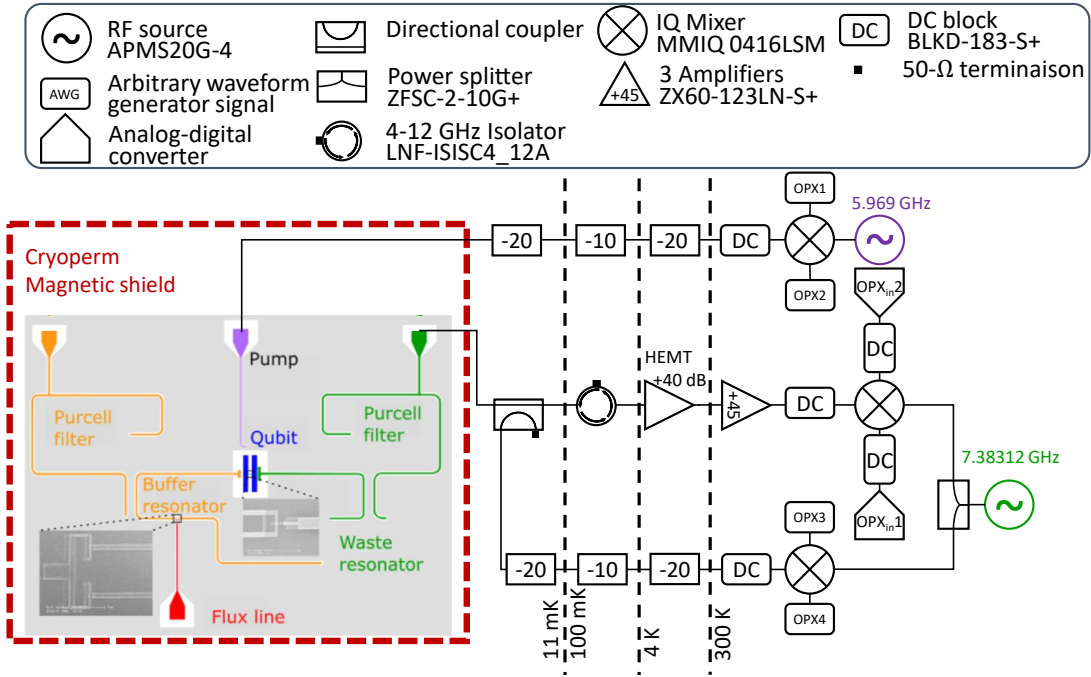 RF source
APMS20G-4
Directional coupler
IQ Mixer
MMIQ 0416LSM
DC
DC block
BLKD-183-S+
AWG
Arbitrary waveform
generator signal
Power splitter
ZFSC-2-10G+
+45
3 Amplifiers
ZX60-123LN-S+
50-Ω terminaison
Analog-digital
converter
4-12 GHz Isolator
LNF-ISISC4_12A
Cryoperm
Magnetic shield
Pump
Purcell
filter
Purcell
filter
Qubit
Buffer
resonator
Waste
resonator
Flux line
-20
-10
-20
DC
OPX1
OPX2
5.969 GHz
OPXin2
DC
HEMT
+40 dB
+45
DC
DC
OPXin1
7.38312 GHz
-20
-10
-20
DC
OPX3
OPX4
11 mK
100 mK
4 K
300 K